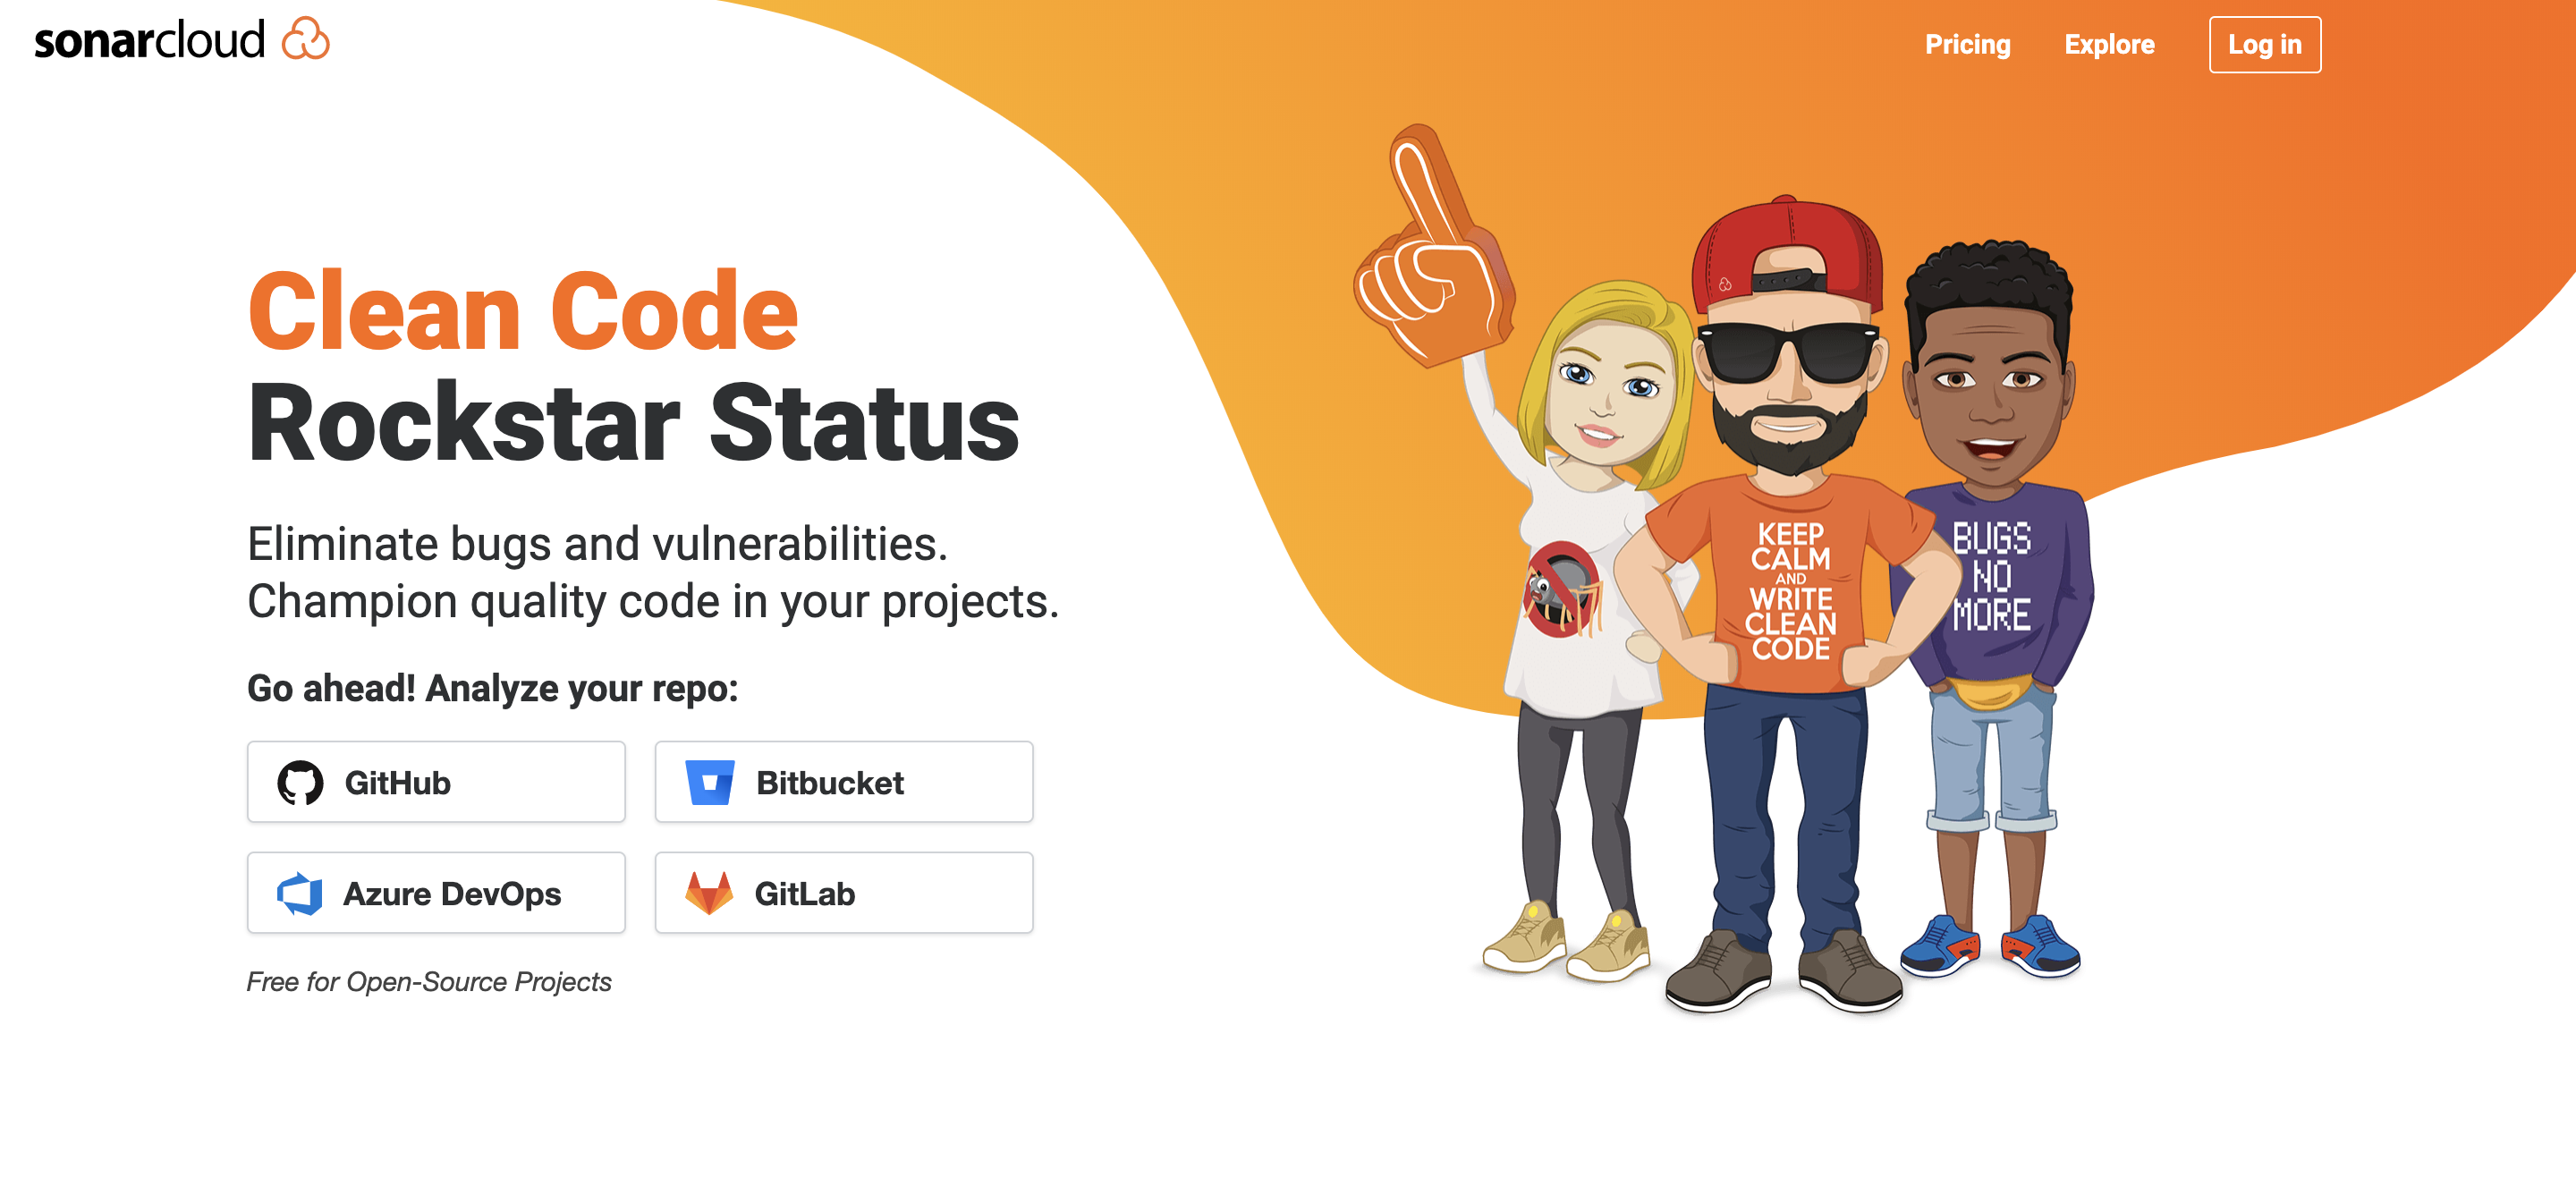 sonarcloud
Pricing
Explore
Log in
Clean Code
Rockstar Status
Eliminate bugs and vulnerabilities.
Champion quality code in your projects.
Go ahead! Analyze your repo:
GitHub
Bitbucket
Azure DevOps
GitLab
Free for Open-Source Projects
KEEP
CALM
AND
WRITE
CLEAN
CODE
BUGS
NO
MORE